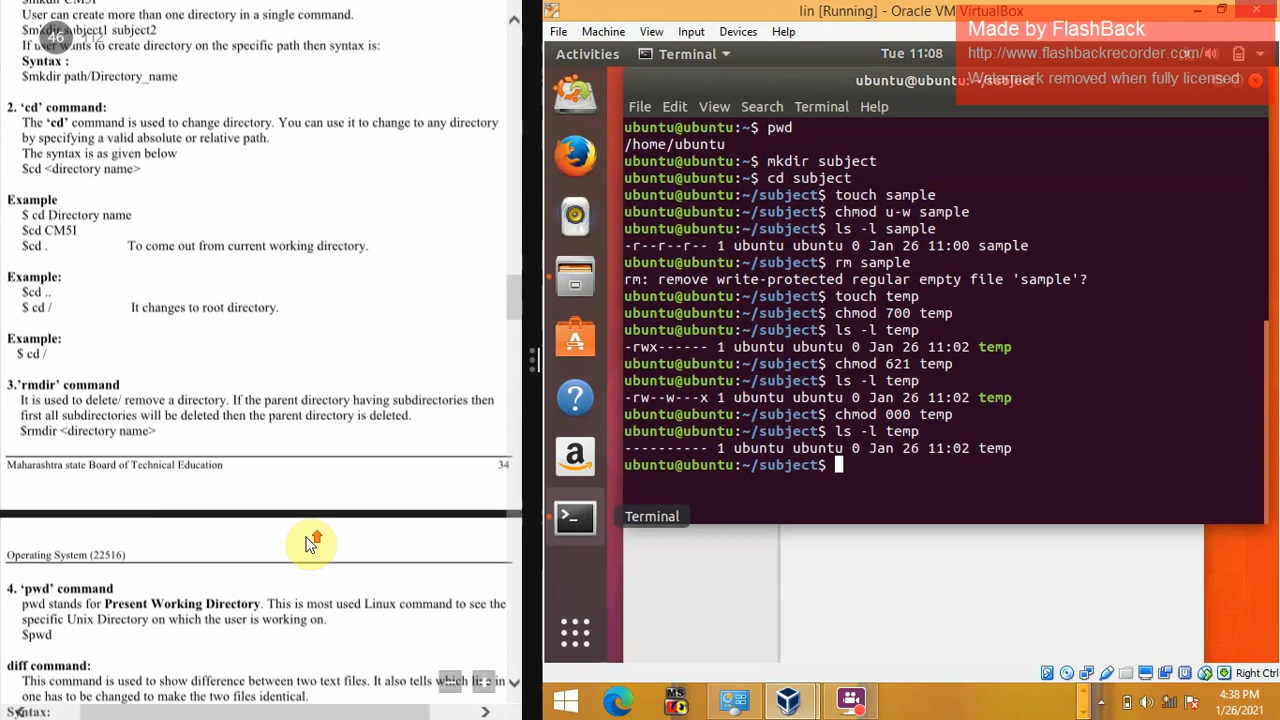 $mkdir CM5I
User can create more than one directory in a single command.
$mkdir subject1 subject2
46
If user wants to create directory on the specific path then syntax is:
Syntax :
$mkdir path/Directory_name
2. ‘cd’ command:
The ‘cd’ command is used to change directory. You can use it to change to any directory
by specifying a valid absolute or relative path.
The syntax is as given below
$cd <directory name>
Example
$ cd Directory name
$cd CM5I
$cd . To come out from current working directory.
Example:
$cd ..
$ cd / It changes to root directory.
Example:
$ cd /
3.’rmdir’ command
It is used to delete/ remove a directory. If the parent directory having subdirectories then
first all subdirectories will be deleted then the parent directory is deleted.
$rmdir <directory name>
Maharashtra state Board of Technical Education 34
Operating System (22516)
4. ‘pwd’ command
pwd stands for Present Working Directory. This is most used Linux command to see the
specific Unix Directory on which the user is working on.
$pwd
diff command:
This command is used to show difference between two text files. It also tells which line in
one has to be changed to make the two files identical.
Syntax:
lin [Running] - Oracle VM VirtualBox
File Machine View Input Devices Help
Made by FlashBack
http://www.flashbackrecorder.com/
Watermark removed when fully licensed
Activities Terminal Tue 11:08
ubuntu@ubuntu: ~/subject
File Edit View Search Terminal Help
ubuntu@ubuntu:~$ pwd
/home/ubuntu
ubuntu@ubuntu:~$ mkdir subject
ubuntu@ubuntu:~$ cd subject
ubuntu@ubuntu:~/subject$ touch sample
ubuntu@ubuntu:~/subject$ chmod u-w sample
ubuntu@ubuntu:~/subject$ ls -l sample
-r--r--r-- 1 ubuntu ubuntu 0 Jan 26 11:00 sample
ubuntu@ubuntu:~/subject$ rm sample
rm: remove write-protected regular empty file 'sample'?
ubuntu@ubuntu:~/subject$ touch temp
ubuntu@ubuntu:~/subject$ chmod 700 temp
ubuntu@ubuntu:~/subject$ ls -l temp
-rwx------ 1 ubuntu ubuntu 0 Jan 26 11:02 temp
ubuntu@ubuntu:~/subject$ chmod 621 temp
ubuntu@ubuntu:~/subject$ ls -l temp
-rw--w---x 1 ubuntu ubuntu 0 Jan 26 11:02 temp
ubuntu@ubuntu:~/subject$ chmod 000 temp
ubuntu@ubuntu:~/subject$ ls -l temp
---------- 1 ubuntu ubuntu 0 Jan 26 11:02 temp
ubuntu@ubuntu:~/subject$
Terminal
Right Ctrl
4:38 PM
1/26/2021